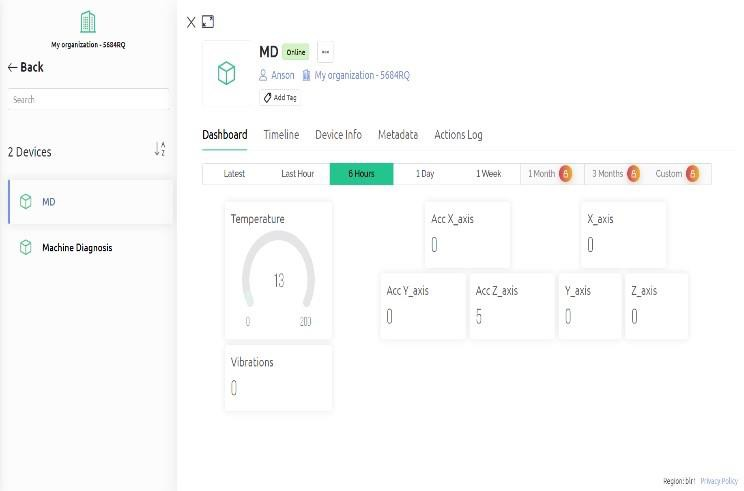 My organization - 5684RQ
← Back
Search
2 Devices
A
Z
MD
Machine Diagnosis
X
MD Online ...
Anson My organization - 5684RQ
Add Tag
Dashboard Timeline Device Info Metadata Actions Log
Latest Last Hour 6 Hours 1 Day 1 Week 1 Month 3 Months Custom
Temperature
13
0 200
Vibrations
0
Acc X_axis
0
X_axis
0
Acc Y_axis
0
Acc Z_axis
5
Y_axis
0
Z_axis
0
Region: blr1 Privacy Policy